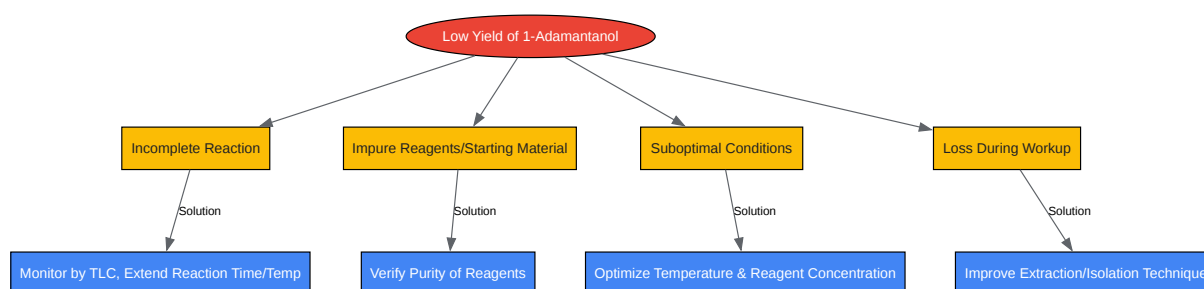 Low Yield of 1-Adamantanol
Incomplete Reaction
Impure Reagents/Starting Material
Suboptimal Conditions
Loss During Workup
Solution
Solution
Solution
Solution
Monitor by TLC, Extend Reaction Time/Temp
Verify Purity of Reagents
Optimize Temperature & Reagent Concentration
Improve Extraction/Isolation Technique